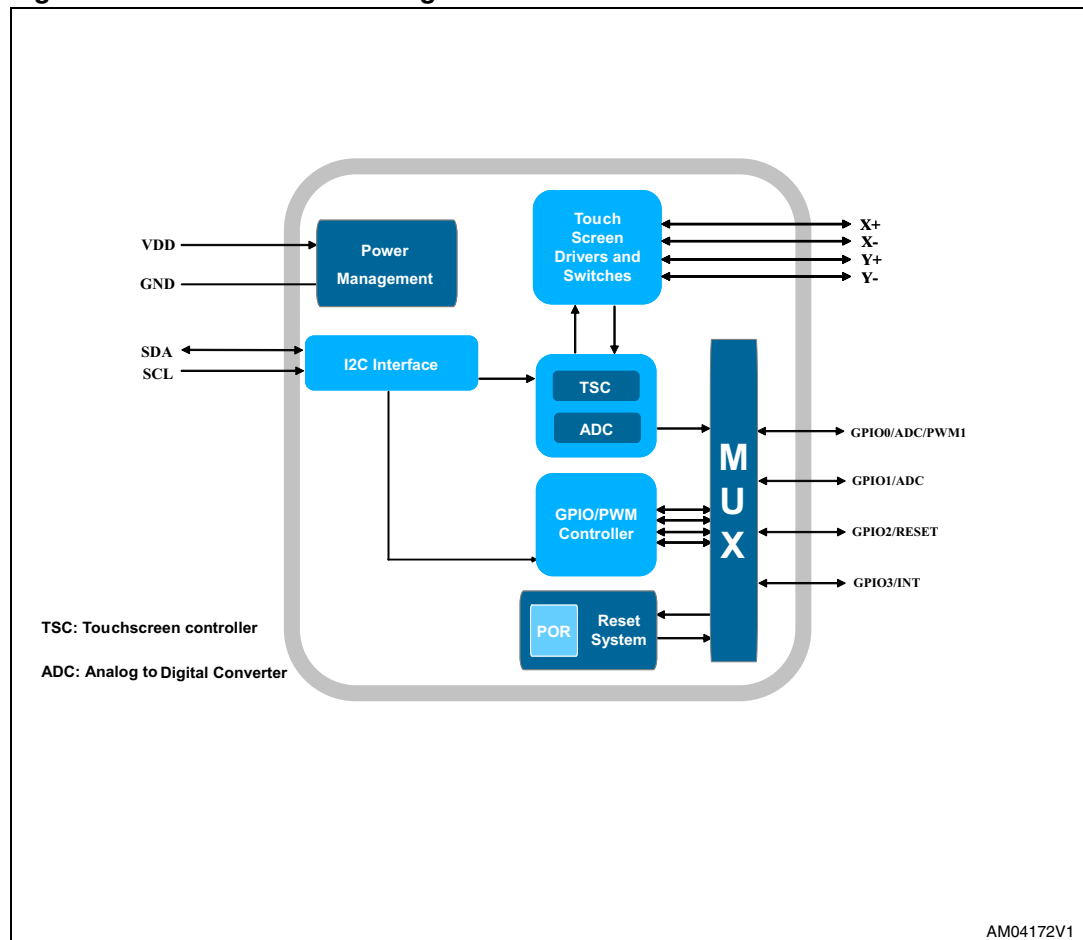 VDD
GND
SDA
SCL
Power
Management
I2C Interface
Touch
Screen
Drivers and
Switches
X+
X-
Y+
Y-
TSC
ADC
GPIO/PWM
Controller
POR
Reset
System
M
U
X
GPIO0/ADC/PWM1
GPIO1/ADC
GPIO2/RESET
GPIO3/INT
TSC: Touchscreen controller
ADC: Analog to Digital Converter
AM04172V1